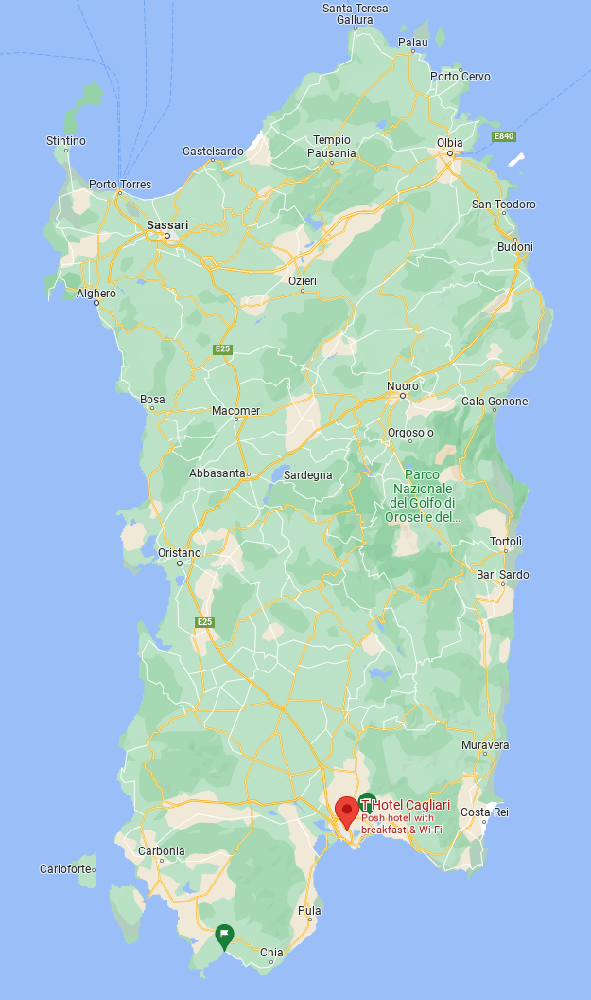 Santa Teresa
Gallura
Palau
Porto Cervo
Stintino
Castelsardo
Tempio
Pausania
Olbia
E840
Porto Torres
San Teodoro
Sassari
Budoni
Ozieri
Alghero
E25
Nuoro
Bosa
Macomer
Cala Gonone
Orgosolo
Abbasanta
Sardegna
Parco
Nazionale
del Golfo di
Orosei e del...
Tortolì
Oristano
Bari Sardo
E25
Muravera
T Hotel Cagliari
Posh hotel with
breakfast & Wi-Fi
Costa Rei
Carbonia
Carloforte
Pula
Chia